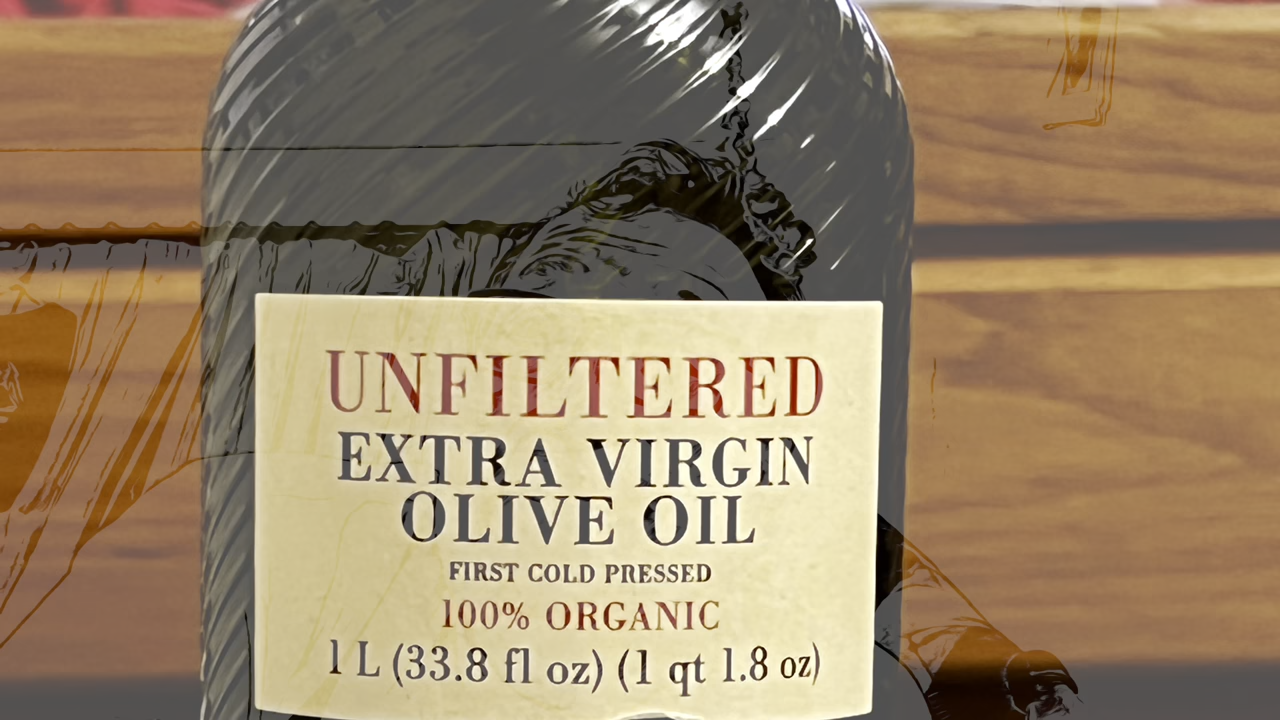 UNFILTERED
EXTRA VIRGIN
OLIVE OIL
FIRST COLD PRESSED
100% ORGANIC
1 L (33.8 fl oz) (1 qt 1.8 oz)